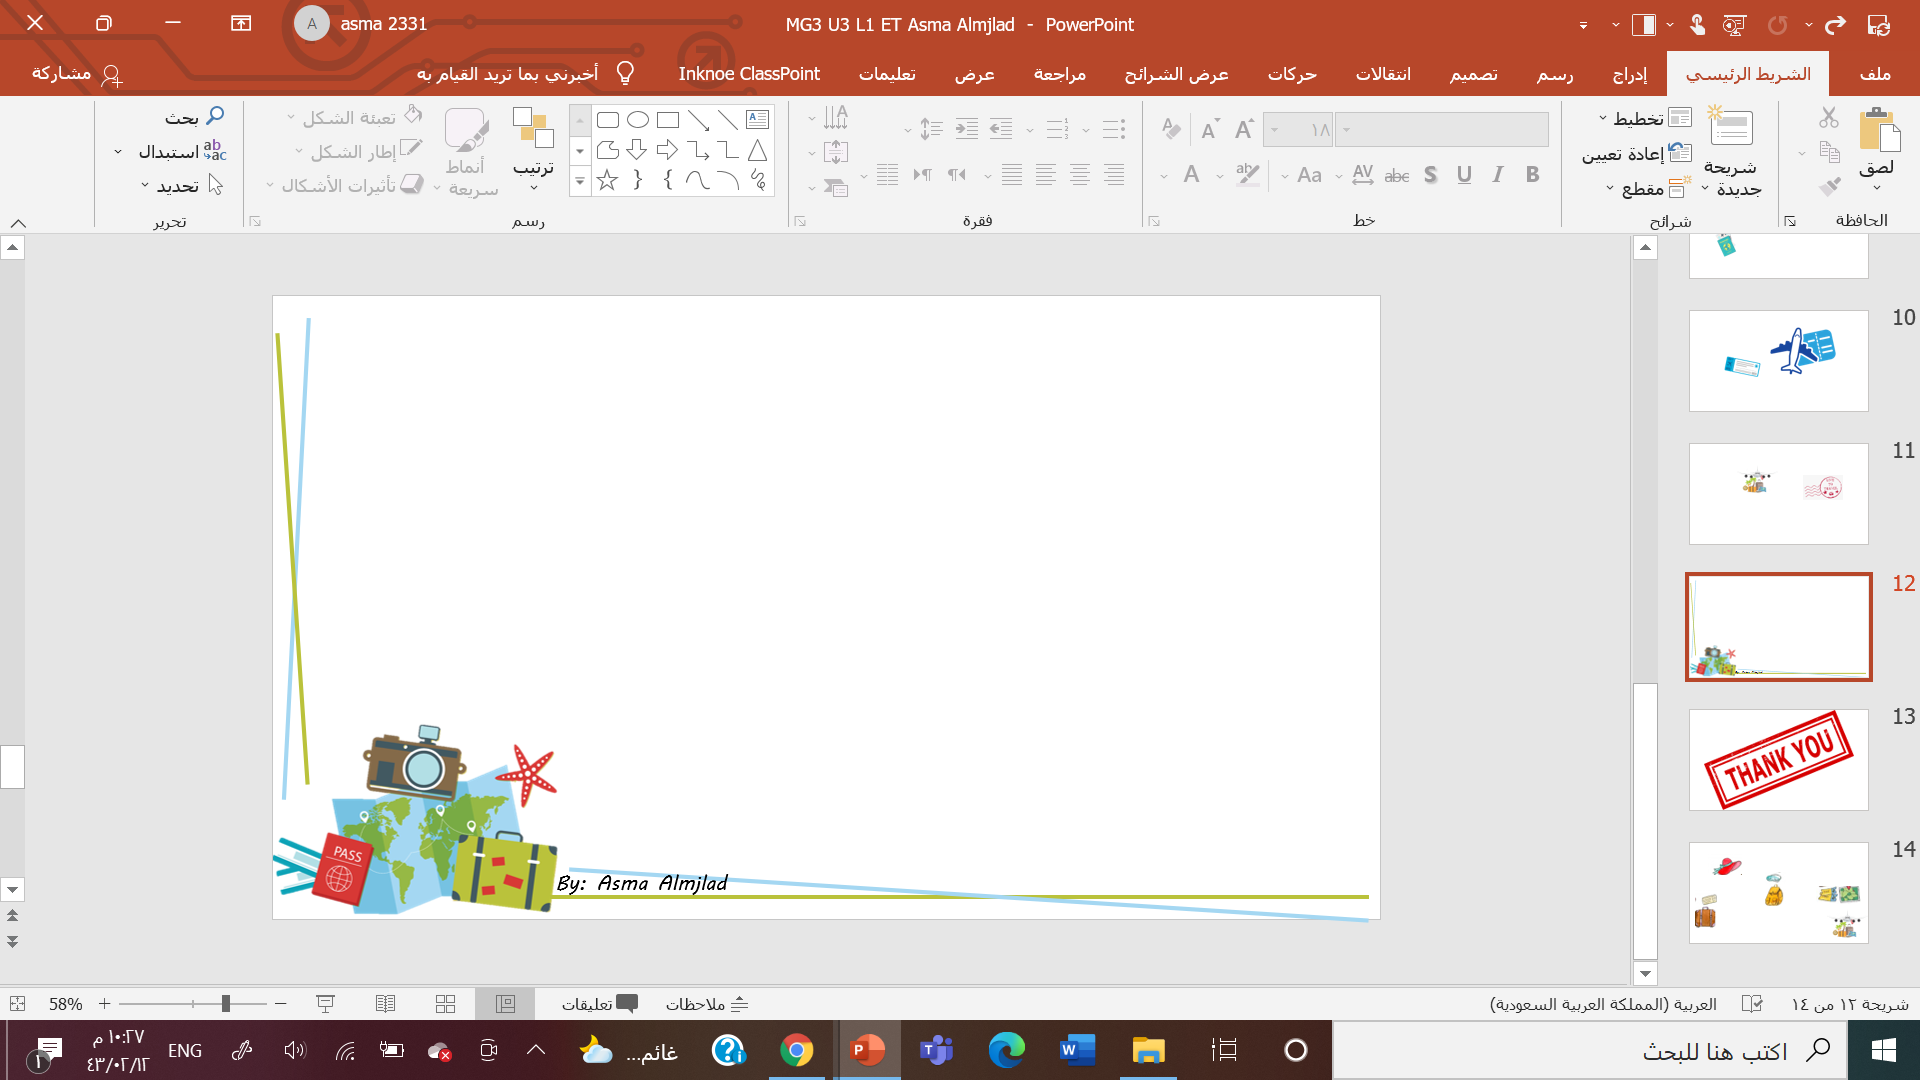 asma 2331
A
MG3 U3 L1 ET Asma Almjlad - PowerPoint
ملف
الشريط الرئيسي
إدراج
رسم
تصميم
انتقالات
حركات
عرض الشرائح
مراجعة
عرض
تعليمات
Inknoe ClassPoint
أخبرني بما تريد القيام به
مشاركة
لصق
الحافظة
شريحة جديدة
تخطيط
إعادة تعيين
مقطع
شرائح
١٨
خط
فقرة
ترتيب
أنماط سريعة
تعبئة الشكل
إطار الشكل
تأثيرات الأشكال
رسم
بحث
استبدال
تحديد
تحرير
10
11
12
13
THANK YOU
14
PASS
By: Asma Almjlad
شريحة ١٢ من ١٤
العربية (المملكة العربية السعودية)
ملاحظات
تعليقات
58%
اكتب هنا للبحث
غائم...
ENG
١٠:٢٧ م
٤٣/٠٢/١٢
١